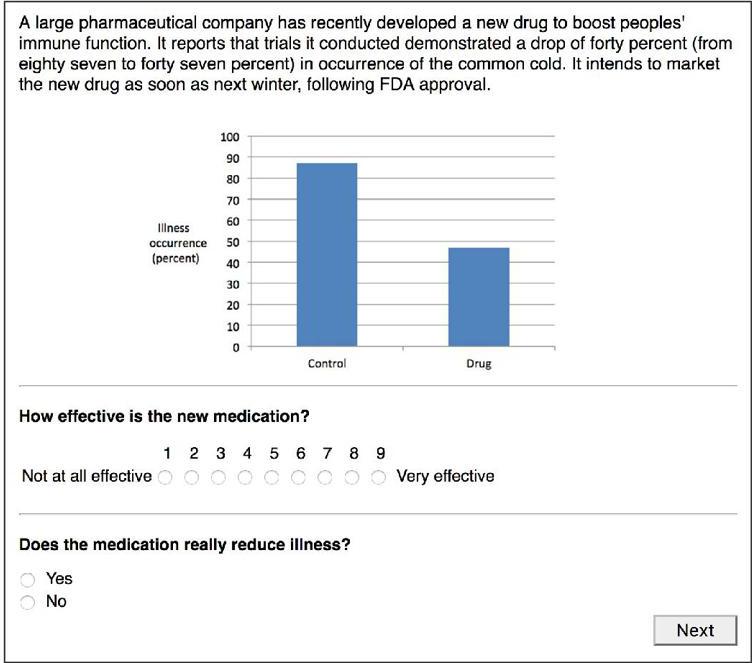 A large pharmaceutical company has recently developed a new drug to boost peoples'
immune function. It reports that trials it conducted demonstrated a drop of forty percent (from
eighty seven to forty seven percent) in occurrence of the common cold. It intends to market
the new drug as soon as next winter, following FDA approval.
100
90
80
70
60
50
40
30
20
10
0
Illness
occurrence
(percent)
Control Drug
How effective is the new medication?
1 2 3 4 5 6 7 8 9
Not at all effective Very effective
Does the medication really reduce illness?
Yes
No
Next